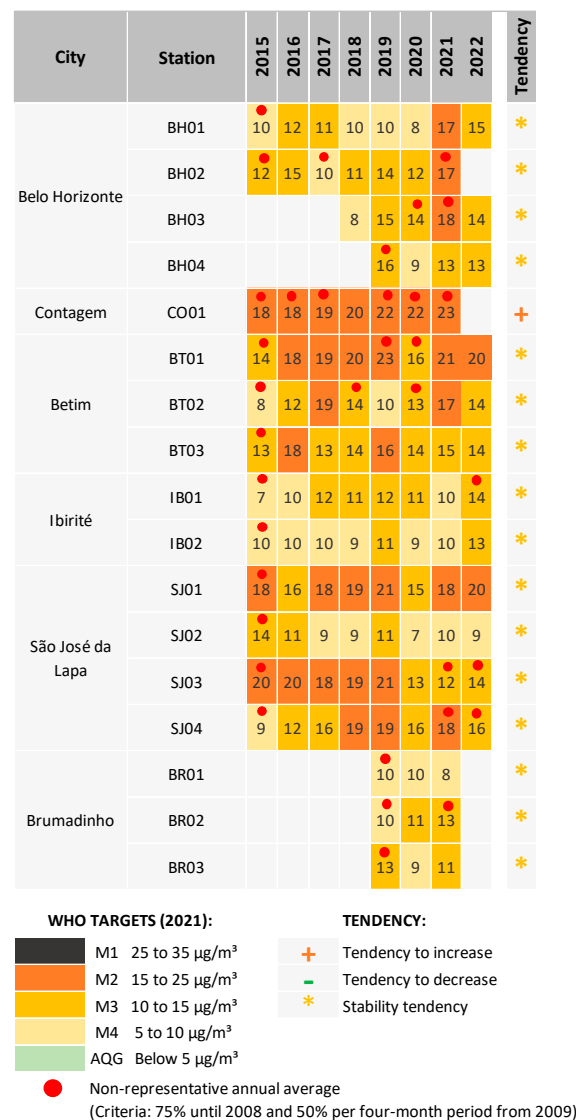 City Station 2015 2016 2017 2018 2019 2020 2021 2022 Tendency
Belo Horizonte
BH01 10 12 11 10 10 8 17 15 *
BH02 12 15 10 11 14 12 17 *
BH03 8 15 14 18 14 *
BH04 16 9 13 13 *
Contagem CO01 18 18 19 20 22 22 23 +
Betim
BT01 14 18 19 20 23 16 21 20 *
BT02 8 12 19 14 10 13 17 14 *
BT03 13 18 13 14 16 14 15 14 *
Ibirité
IB01 7 10 12 11 12 11 10 14 *
IB02 10 10 10 9 11 9 10 13 *
São José da
Lapa
SJ01 18 16 18 19 21 15 18 20 *
SJ02 14 11 9 9 11 7 10 9 *
SJ03 20 20 18 19 21 13 12 14 *
SJ04 9 12 16 19 19 16 18 16 *
Brumadinho
BR01 10 10 8 *
BR02 10 11 13 *
BR03 13 9 11 *
WHO TARGETS (2021):
M1 25 to 35 µg/m³
M2 15 to 25 µg/m³
M3 10 to 15 µg/m³
M4 5 to 10 µg/m³
AQG Below 5 µg/m³
TENDENCY:
+ Tendency to increase
- Tendency to decrease
* Stability tendency
Non-representative annual average
(Criteria: 75% until 2008 and 50% per four-month period from 2009)